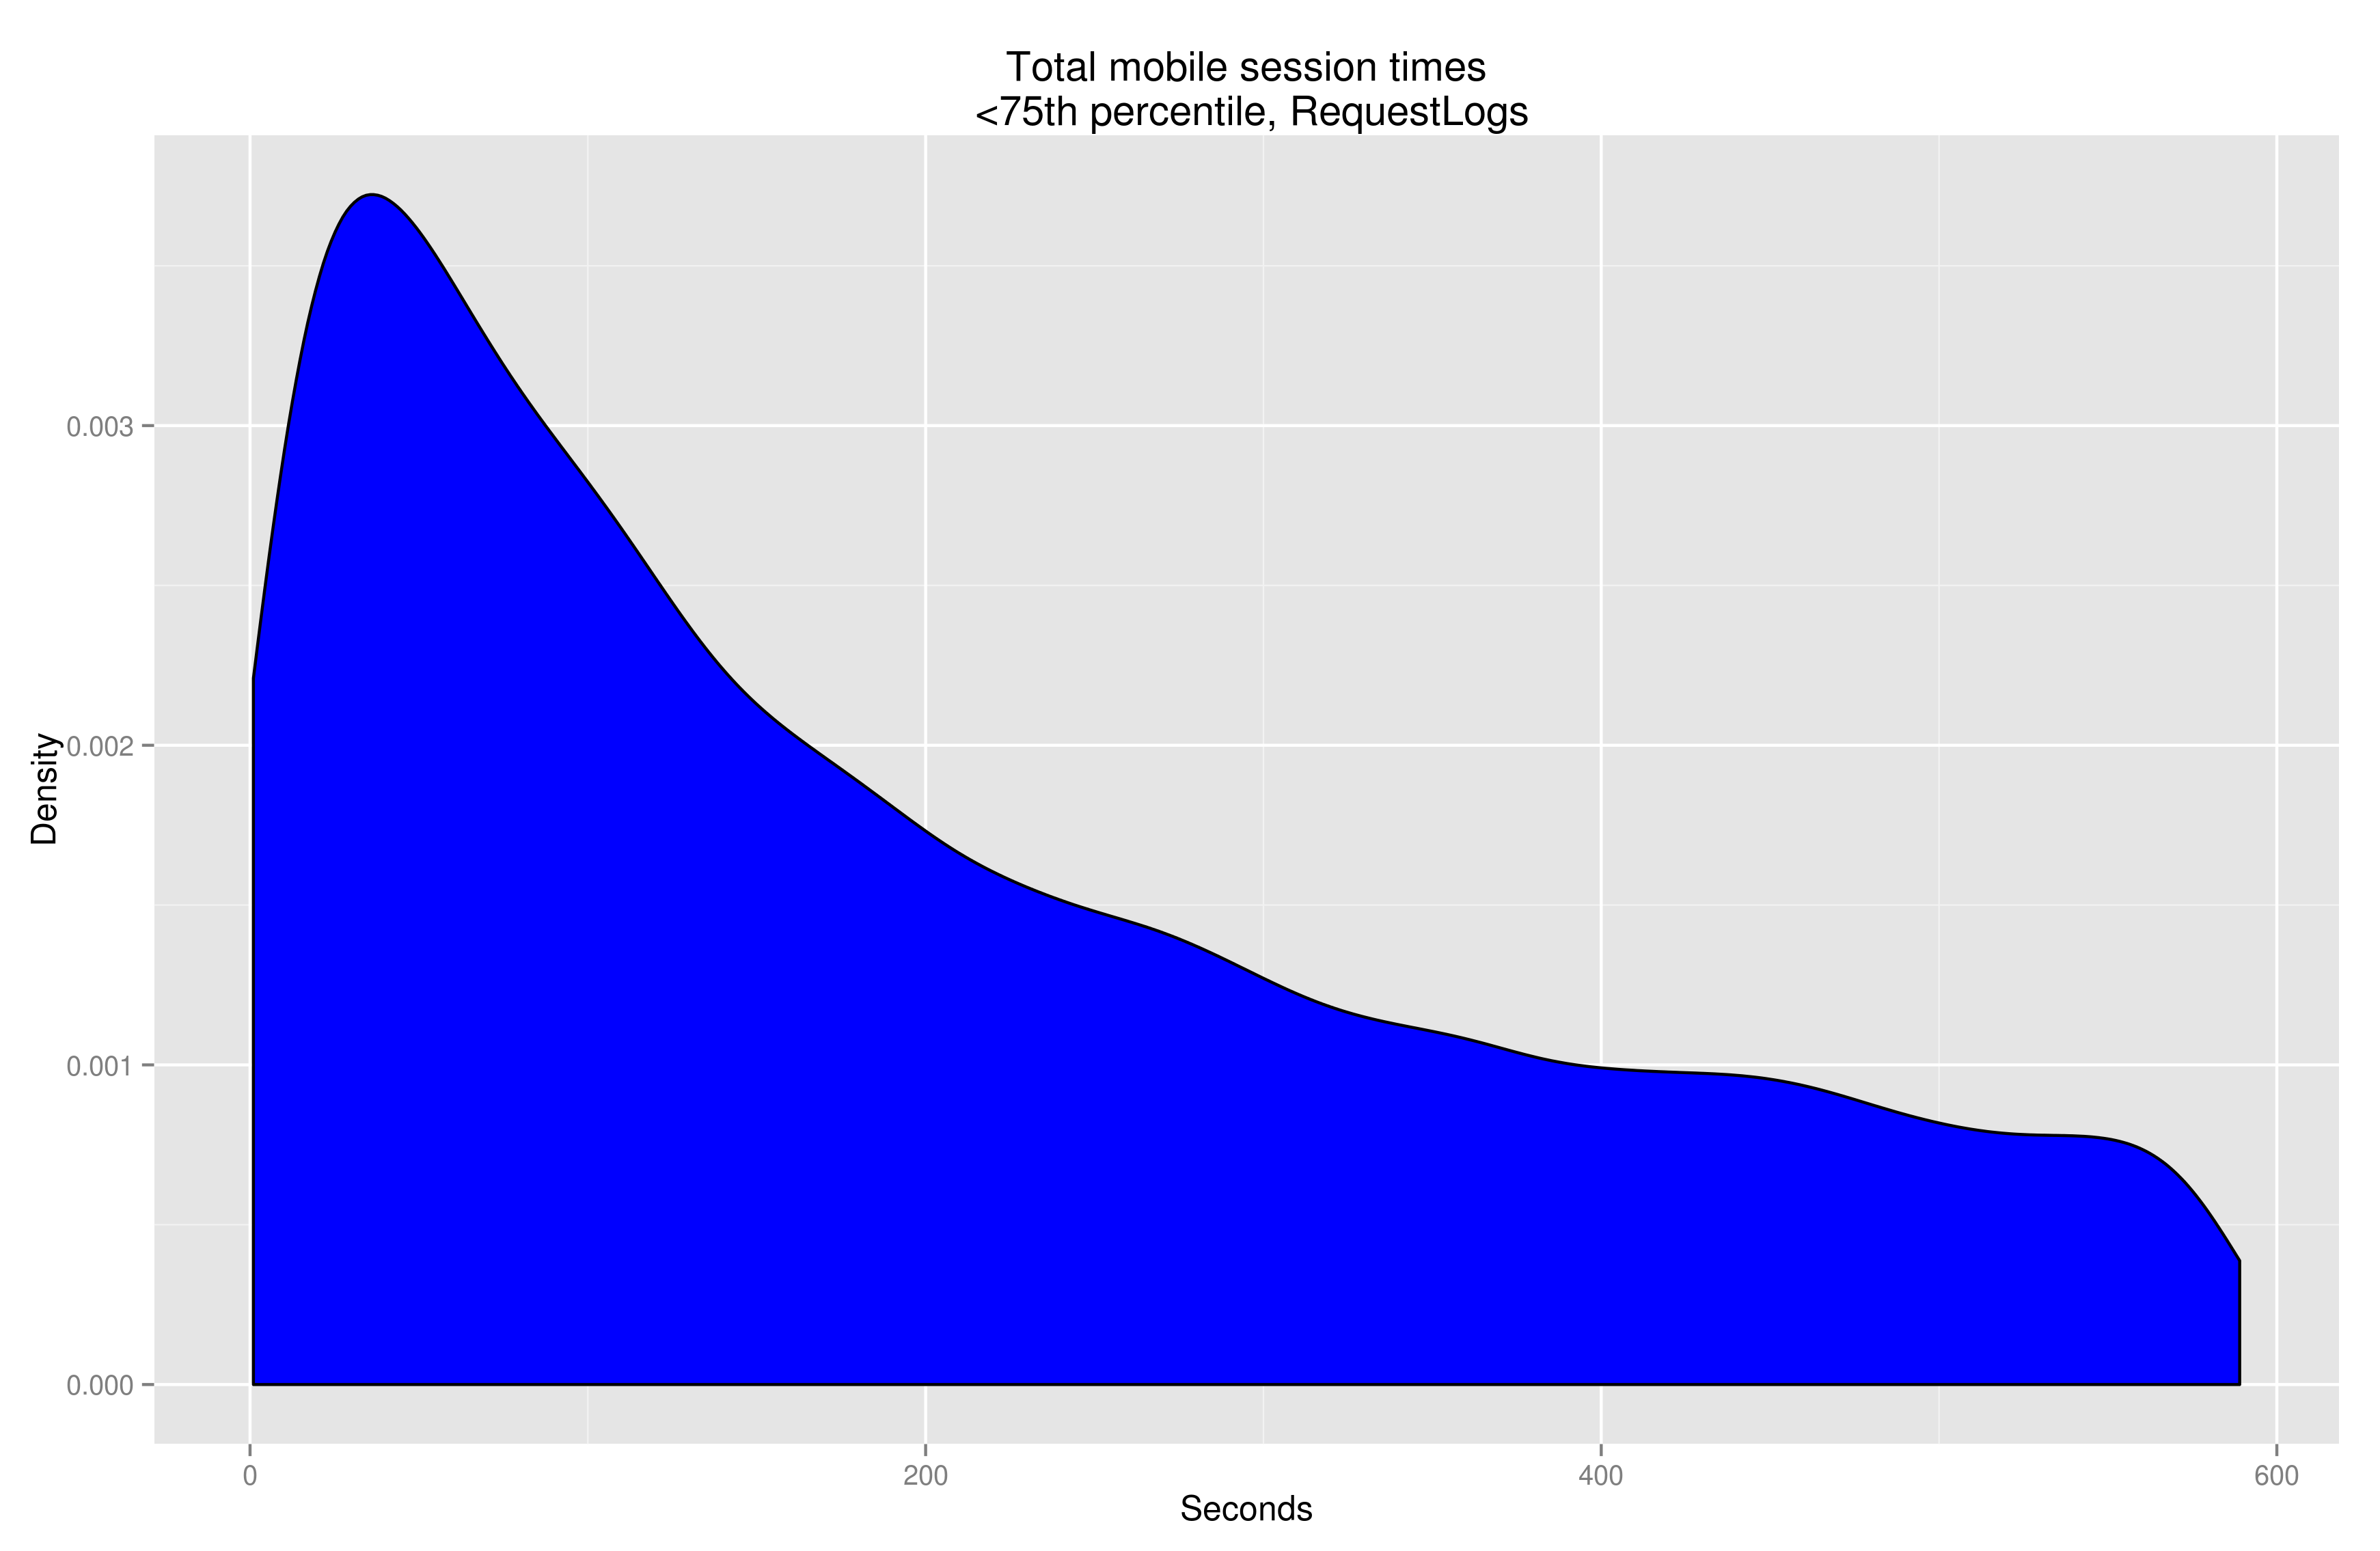 Total mobile session times
<75th percentile, RequestLogs
Density
0.003
0.002
0.001
0.000
0
200
400
600
Seconds